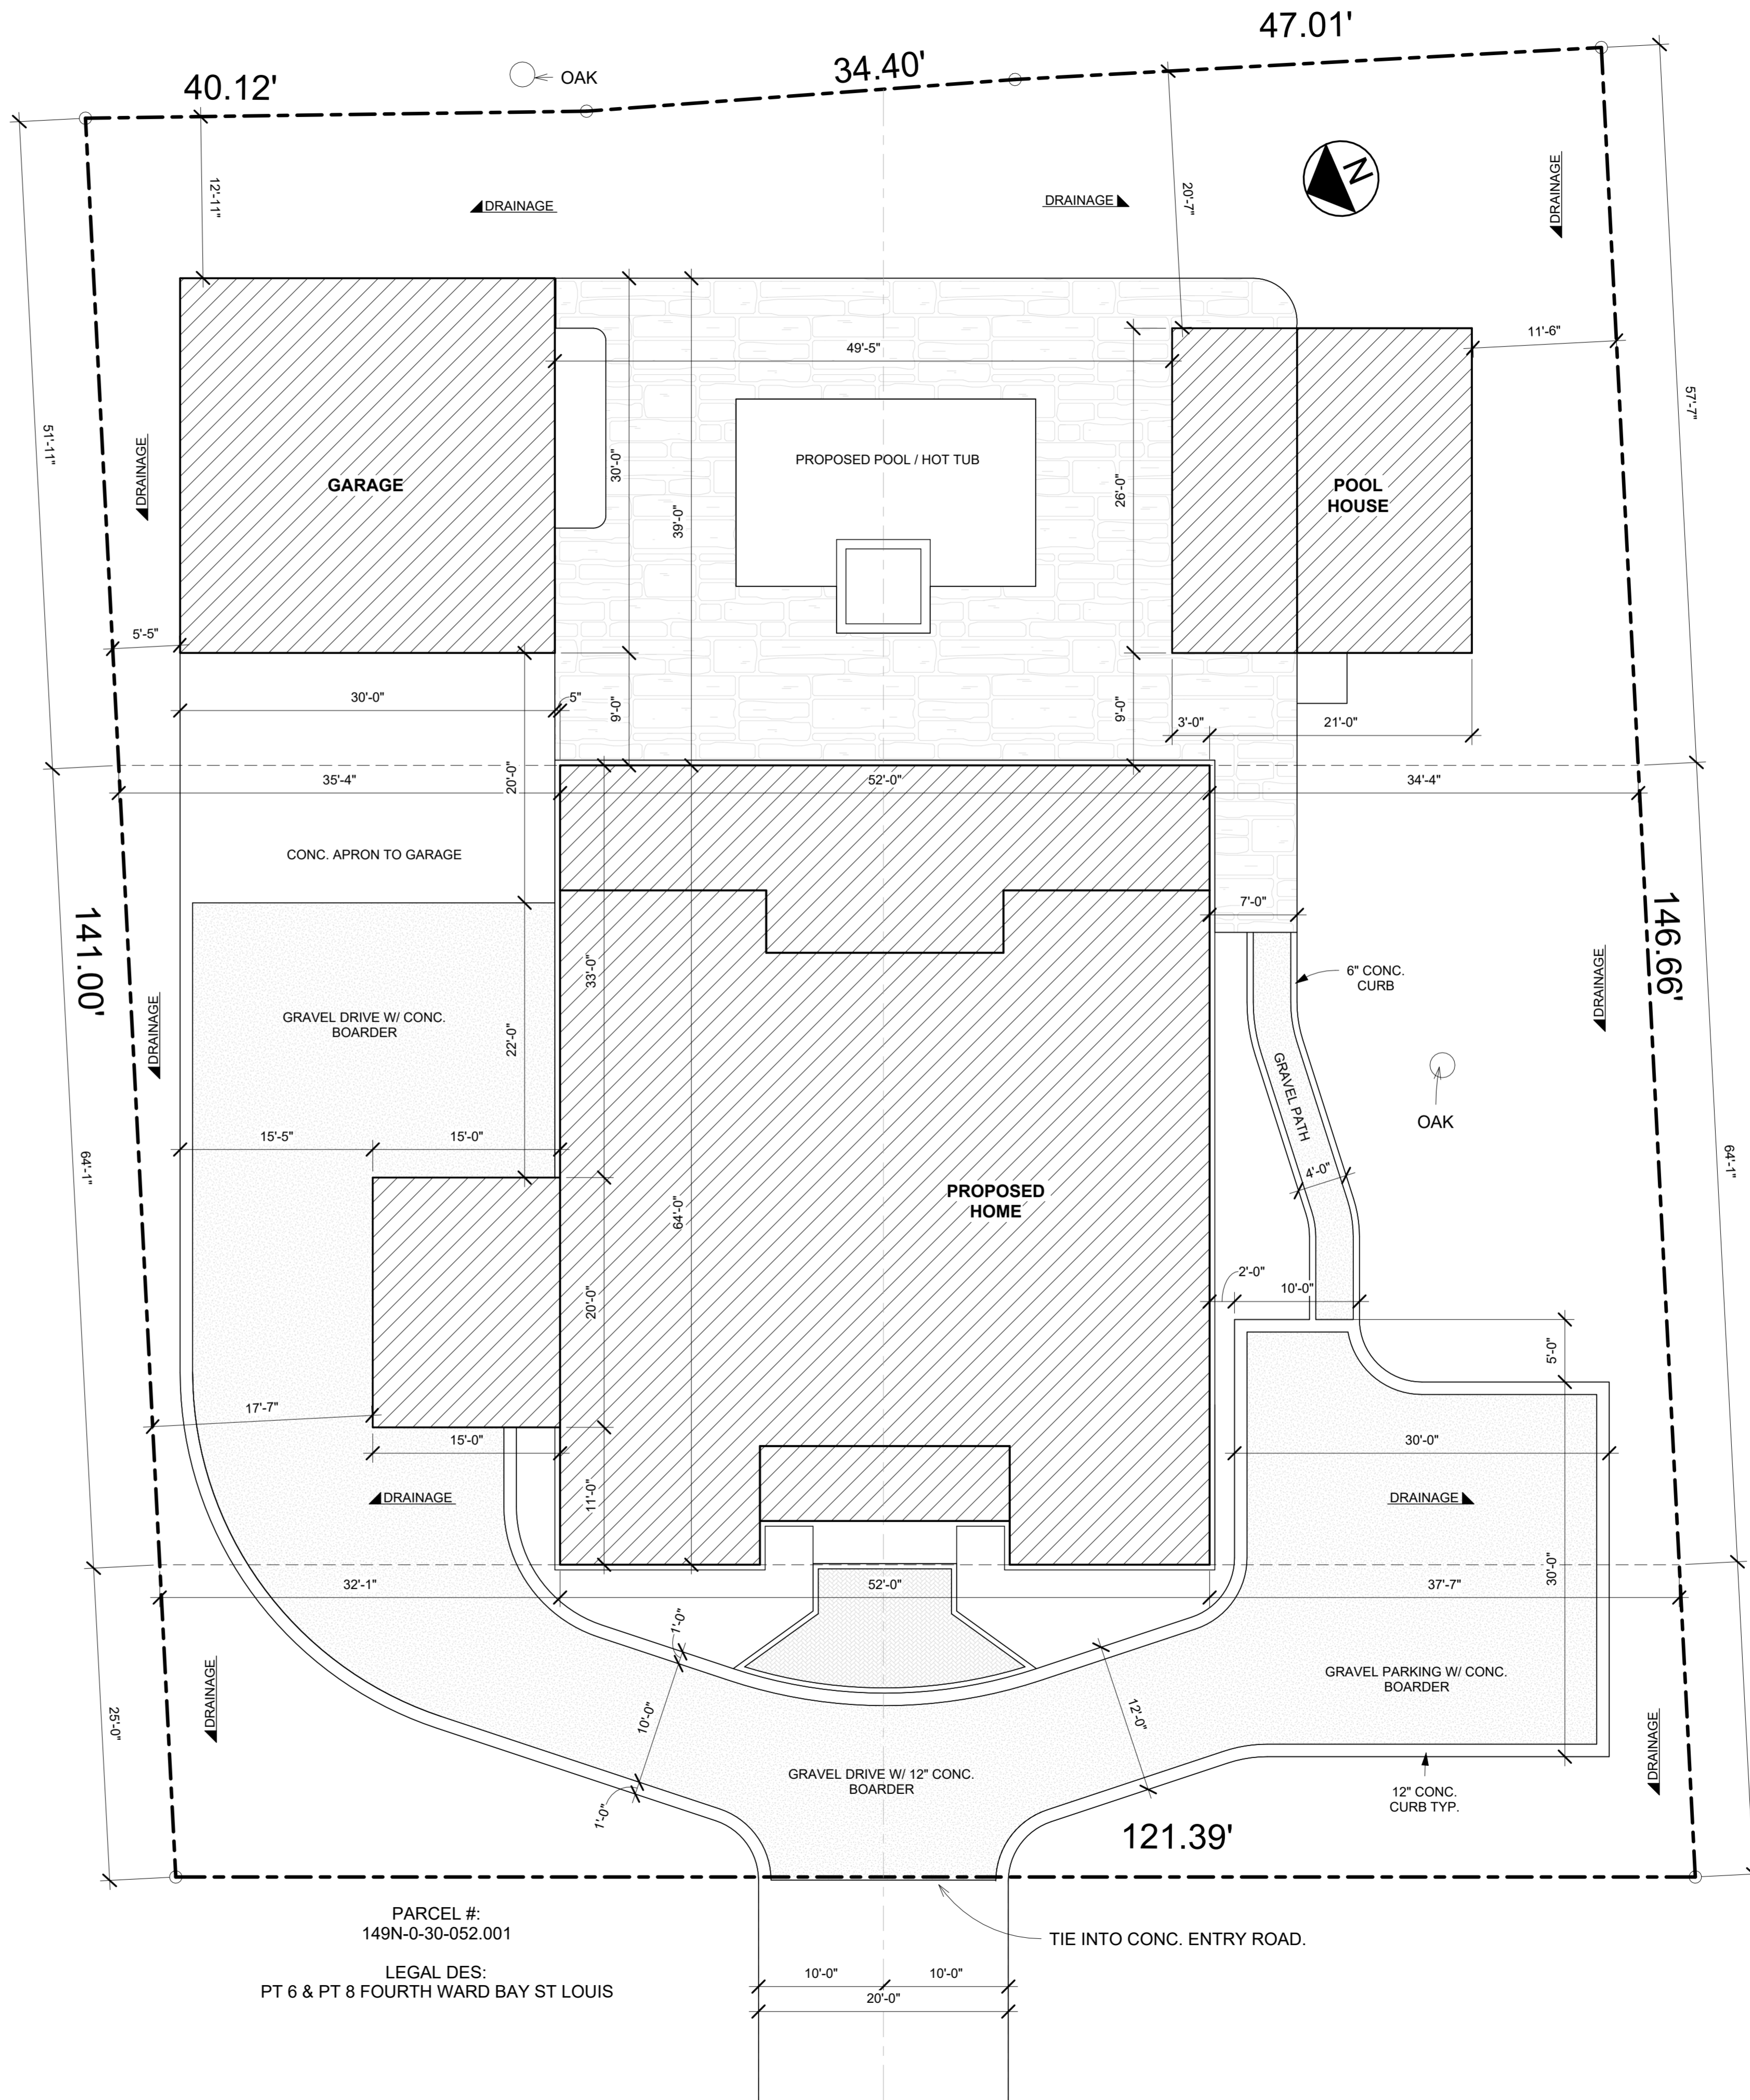 47.01'
34.40'
40.12'
OAK
N
DRAINAGE
12'-11"
20'-7"
DRAINAGE
DRAINAGE
11'-6"
49'-5"
57'-7"
51'-11"
DRAINAGE
GARAGE
30'-0"
39'-0"
PROPOSED POOL / HOT TUB
26'-0"
POOL
HOUSE
5'-5"
30'-0"
5"
9'-0"
9'-0"
3'-0"
21'-0"
35'-4"
20'-0"
52'-0"
34'-4"
CONC. APRON TO GARAGE
7'-0"
141.00'
146.66'
33'-0"
6" CONC.
CURB
DRAINAGE
GRAVEL DRIVE W/ CONC.
BOARDER
22'-0"
DRAINAGE
GRAVEL PATH
OAK
15'-5"
15'-0"
64'-1"
4'-0"
64'-1"
PROPOSED
HOME
64'-0"
2'-0"
10'-0"
20'-0"
5'-0"
17'-7"
15'-0"
30'-0"
11'-0"
DRAINAGE
DRAINAGE
30'-0"
32'-1"
52'-0"
37'-7"
1'-0"
GRAVEL PARKING W/ CONC.
BOARDER
DRAINAGE
25'-0"
10'-0"
12'-0"
DRAINAGE
GRAVEL DRIVE W/ 12" CONC.
BOARDER
12" CONC.
CURB TYP.
1'-0"
121.39'
PARCEL #:
149N-0-30-052.001
TIE INTO CONC. ENTRY ROAD.
LEGAL DES:
PT 6 & PT 8 FOURTH WARD BAY ST LOUIS
10'-0"
10'-0"
20'-0"